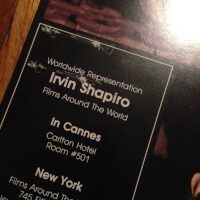 Worldwide Representation
Irvin Shapiro
Films Around The World
In Cannes
Carlton Hotel
Room #501
New York
Films Around The
745